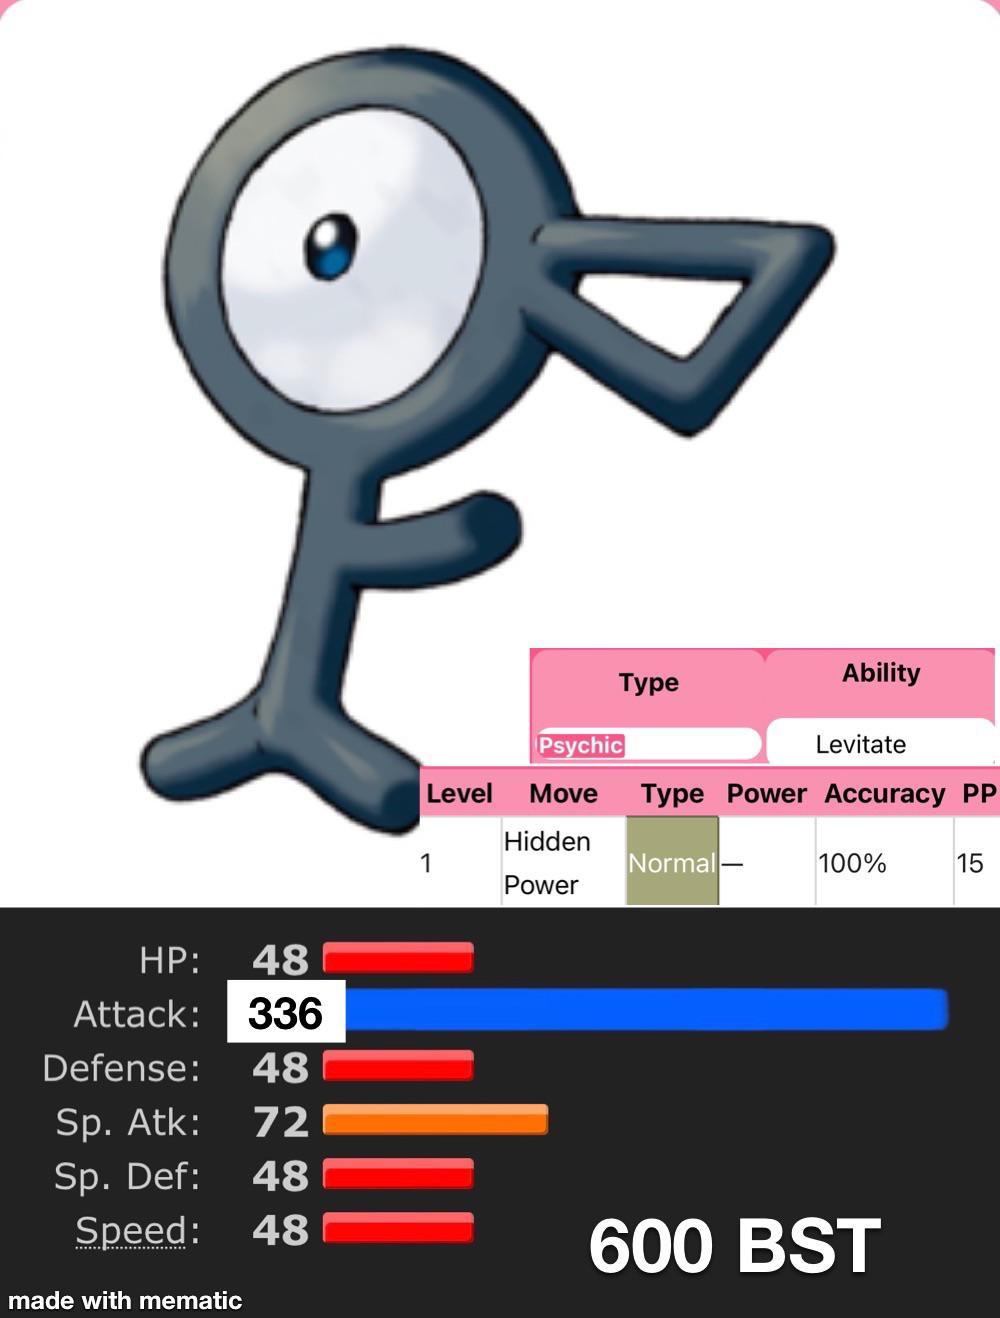 Type Ability
Psychic Levitate
Level Move Type Power Accuracy PP
1 Hidden Power Normal — 100% 15
HP: 48
Attack: 336
Defense: 48
Sp. Atk: 72
Sp. Def: 48
Speed: 48
600 BST
made with mematic